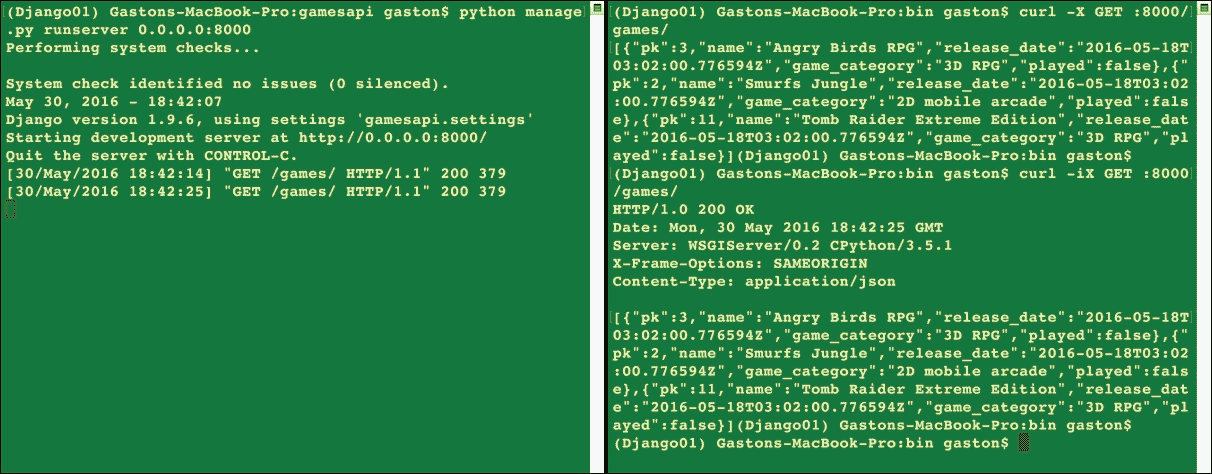 (Django01) Gastons-MacBook-Pro:gamesapi gaston$ python manage
.py runserver 0.0.0.0:8000
Performing system checks...
System check identified no issues (0 silenced).
May 30, 2016 - 18:42:07
Django version 1.9.6, using settings 'gamesapi.settings'
Starting development server at http://0.0.0.0:8000/
Quit the server with CONTROL-C.
[30/May/2016 18:42:14] "GET /games/ HTTP/1.1" 200 379
[30/May/2016 18:42:25] "GET /games/ HTTP/1.1" 200 379
(Django01) Gastons-MacBook-Pro:bin gaston$ curl -X GET :8000/
games/
[{"pk":3,"name":"Angry Birds RPG","release_date":"2016-05-18T
03:02:00.776594Z","game_category":"3D RPG","played":false},{"
pk":2,"name":"Smurfs Jungle","release_date":"2016-05-18T03:02
:00.776594Z","game_category":"2D mobile arcade","played":fals
e},{"pk":11,"name":"Tomb Raider Extreme Edition","release_dat
e":"2016-05-18T03:02:00.776594Z","game_category":"3D RPG","pl
ayed":false}](Django01) Gastons-MacBook-Pro:bin gaston$
(Django01) Gastons-MacBook-Pro:bin gaston$ curl -iX GET :8000
/games/
HTTP/1.0 200 OK
Date: Mon, 30 May 2016 18:42:25 GMT
Server: WSGIServer/0.2 CPython/3.5.1
X-Frame-Options: SAMEORIGIN
Content-Type: application/json
[{"pk":3,"name":"Angry Birds RPG","release_date":"2016-05-18T
03:02:00.776594Z","game_category":"3D RPG","played":false},{"
pk":2,"name":"Smurfs Jungle","release_date":"2016-05-18T03:02
:00.776594Z","game_category":"2D mobile arcade","played":fals
e},{"pk":11,"name":"Tomb Raider Extreme Edition","release_dat
e":"2016-05-18T03:02:00.776594Z","game_category":"3D RPG","pl
ayed":false}](Django01) Gastons-MacBook-Pro:bin gaston$
(Django01) Gastons-MacBook-Pro:bin gaston$